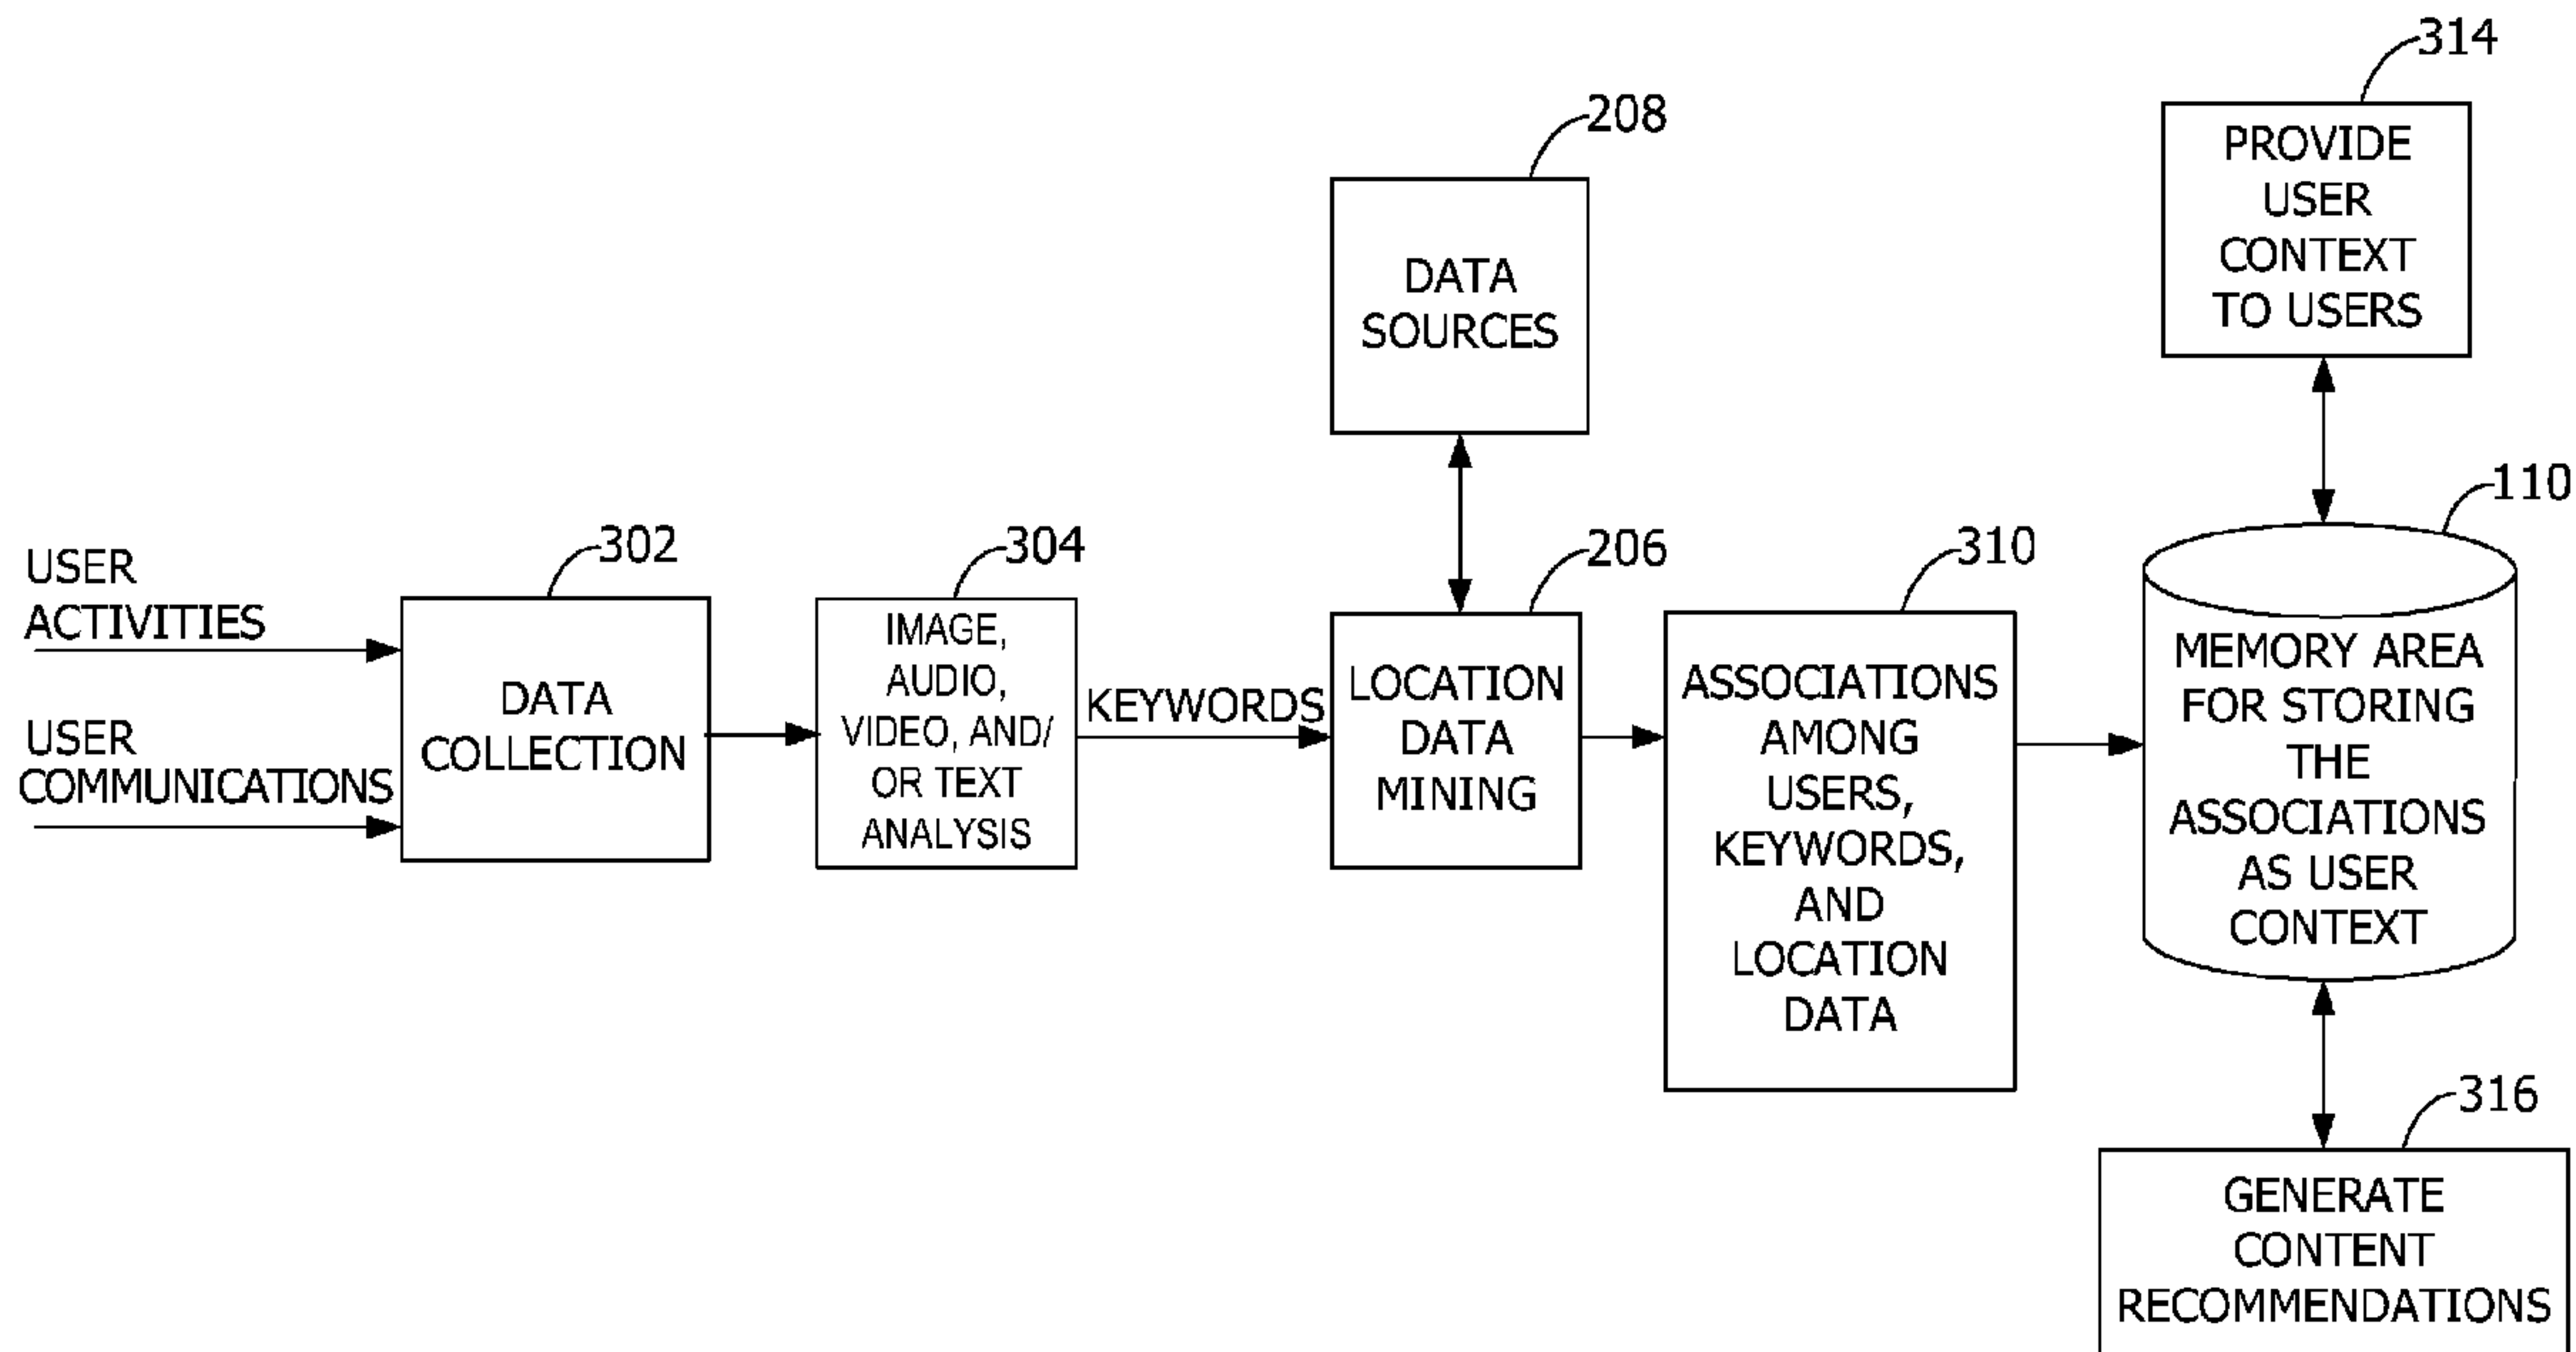 314
PROVIDE
USER
CONTEXT
TO USERS
208
DATA
SOURCES
110
MEMORY AREA
FOR STORING
THE
ASSOCIATIONS
AS USER
CONTEXT
USER
ACTIVITIES
USER
COMMUNICATIONS
302
DATA
COLLECTION
304
IMAGE,
AUDIO,
VIDEO, AND/
OR TEXT
ANALYSIS
KEYWORDS
206
LOCATION
DATA
MINING
310
ASSOCIATIONS
AMONG
USERS,
KEYWORDS,
AND
LOCATION
DATA
316
GENERATE
CONTENT
RECOMMENDATIONS